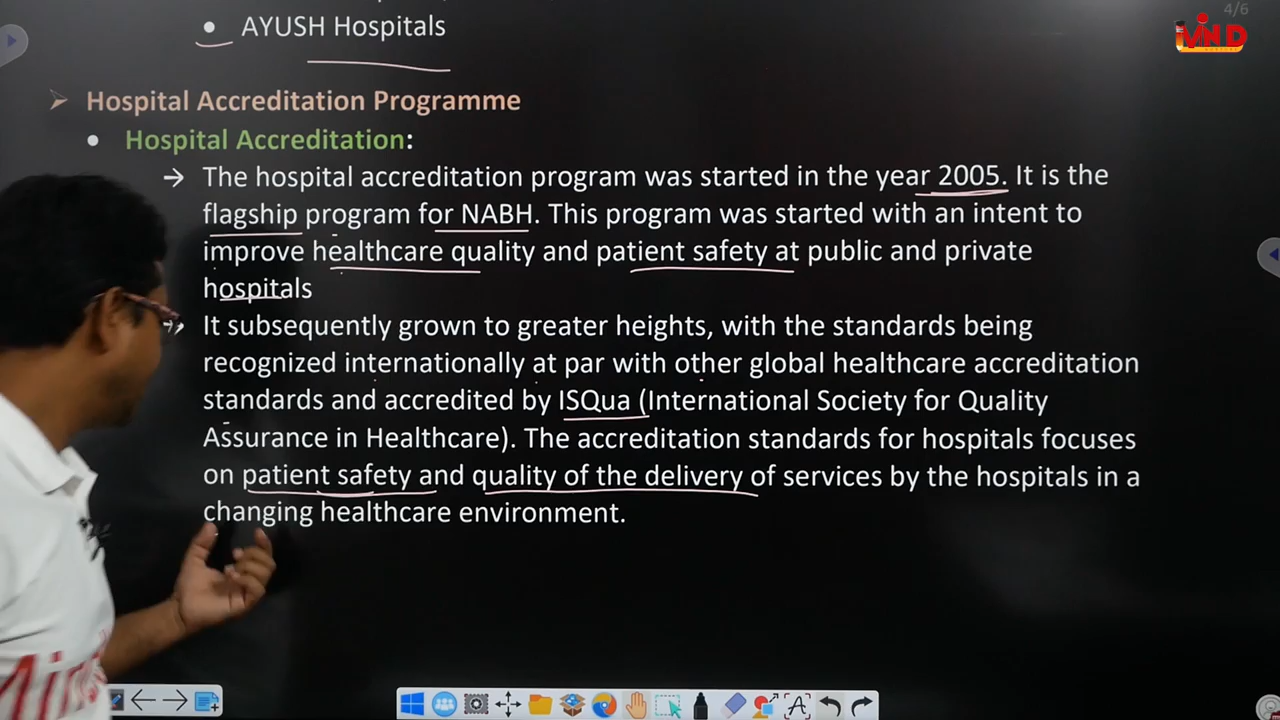 4/6
MIND
• AYUSH Hospitals
➢ Hospital Accreditation Programme
• Hospital Accreditation:
→ The hospital accreditation program was started in the year 2005. It is the
flagship program for NABH. This program was started with an intent to
improve healthcare quality and patient safety at public and private
hospitals
→ It subsequently grown to greater heights, with the standards being
recognized internationally at par with other global healthcare accreditation
standards and accredited by ISQua (International Society for Quality
Assurance in Healthcare). The accreditation standards for hospitals focuses
on patient safety and quality of the delivery of services by the hospitals in a
changing healthcare environment.